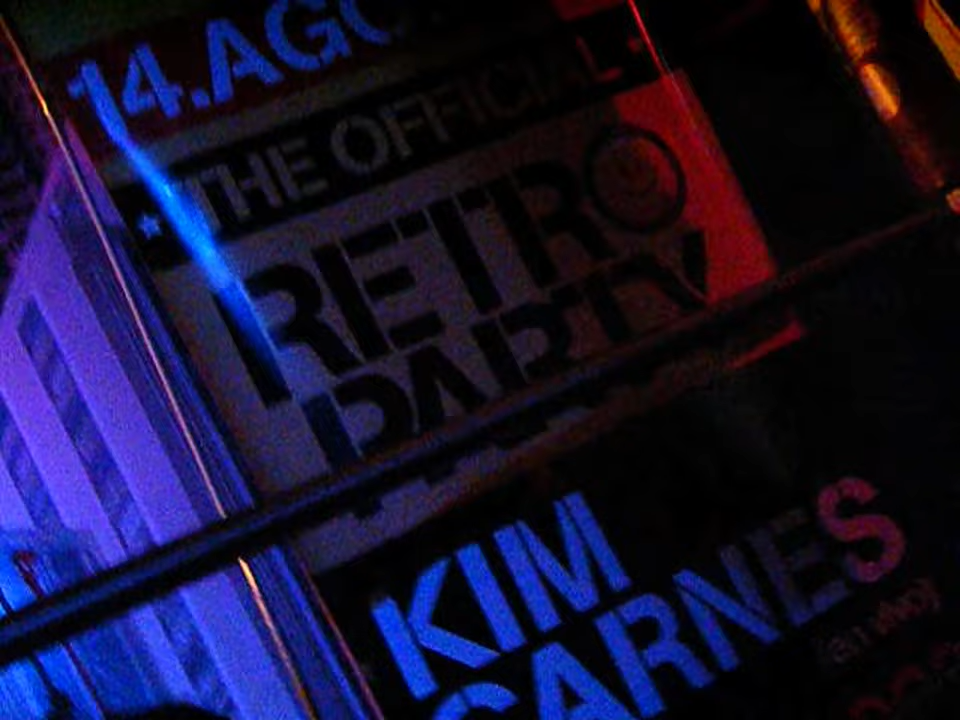 14.AGO
THE OFFICIAL
RETRO
PARTY
KIM
CARNES